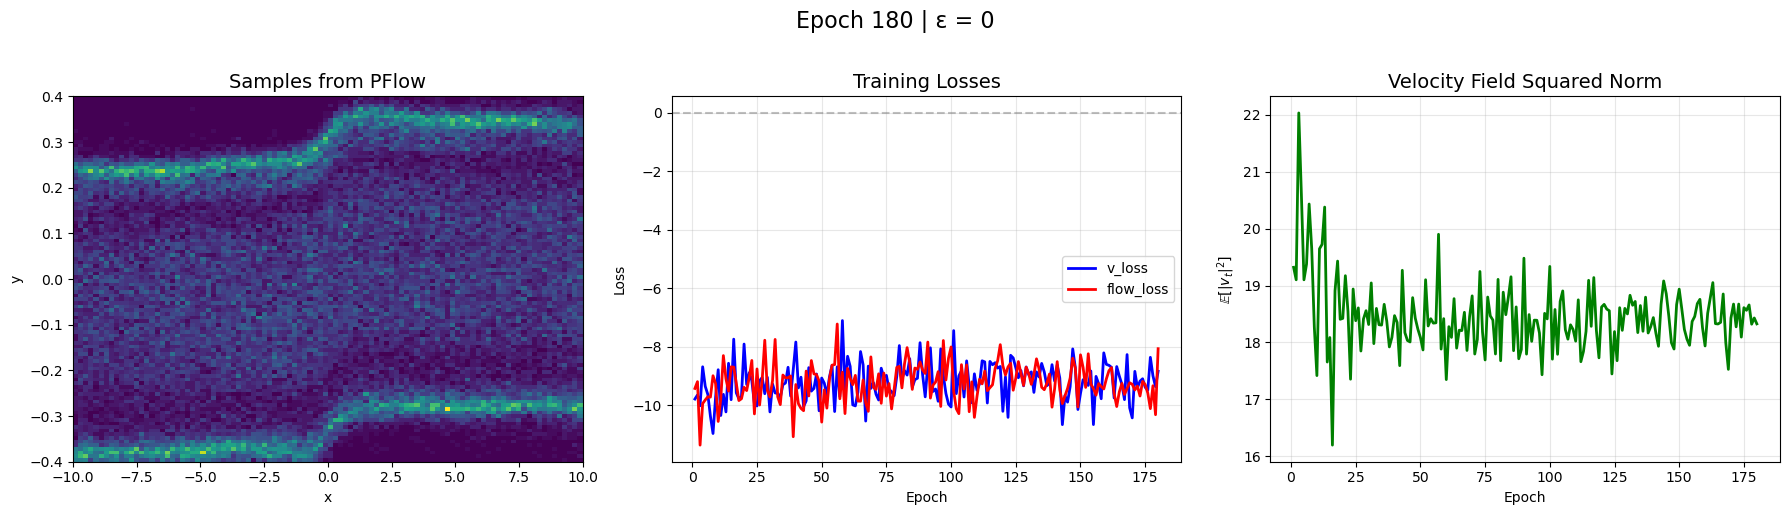 Epoch 180 | ε = 0
Samples from PFlow
0.4
0.3
0.2
0.1
0.0
−0.1
−0.2
−0.3
−0.4
y
−10.0 −7.5 −5.0 −2.5 0.0 2.5 5.0 7.5 10.0
x
Training Losses
0
−2
−4
−6
−8
−10
Loss
v_loss
flow_loss
0 25 50 75 100 125 150 175
Epoch
Velocity Field Squared Norm
22
21
20
19
18
17
16
𝔼[|v_t|²]
0 25 50 75 100 125 150 175
Epoch